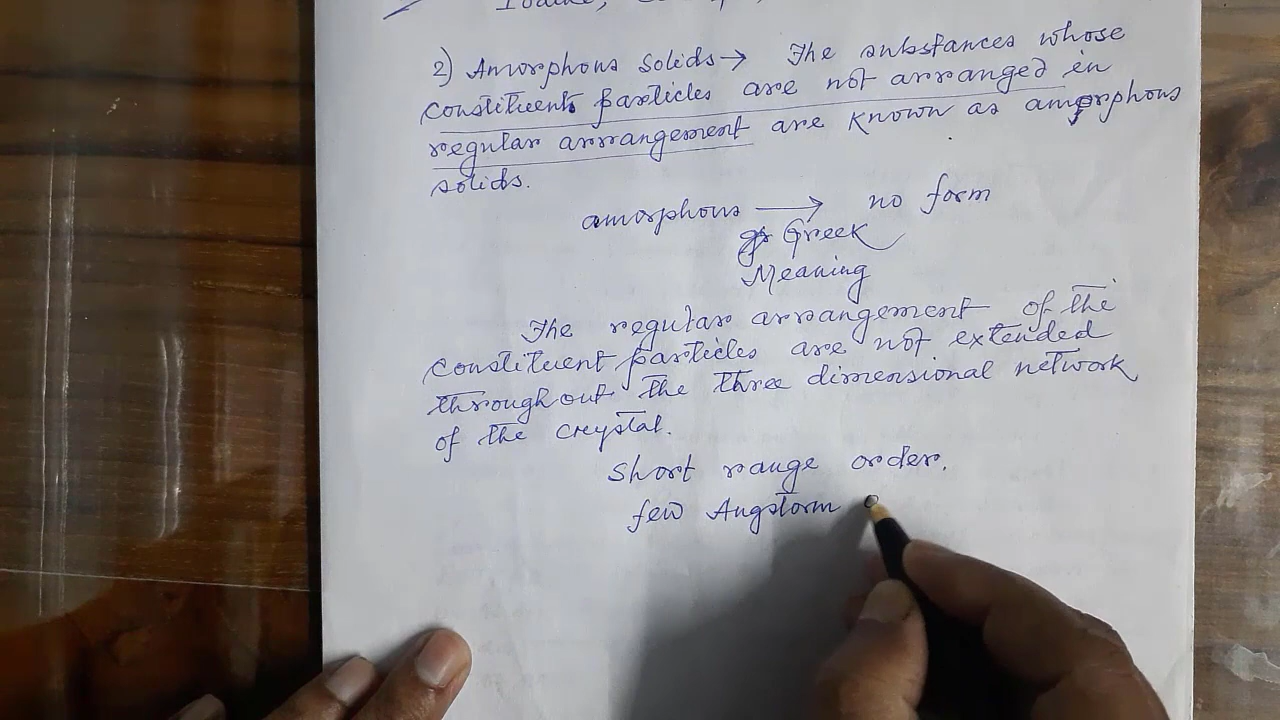 2) Amorphous solids → The substances whose
constituents particles are not arranged in
regular arrangement are known as amorphous
solids.
amorphous → no form
Greek
Meaning
The regular arrangement of the
constituent particles are not extended
throughout the three dimensional network
of the crystal.
Short range order.
few Angstorm